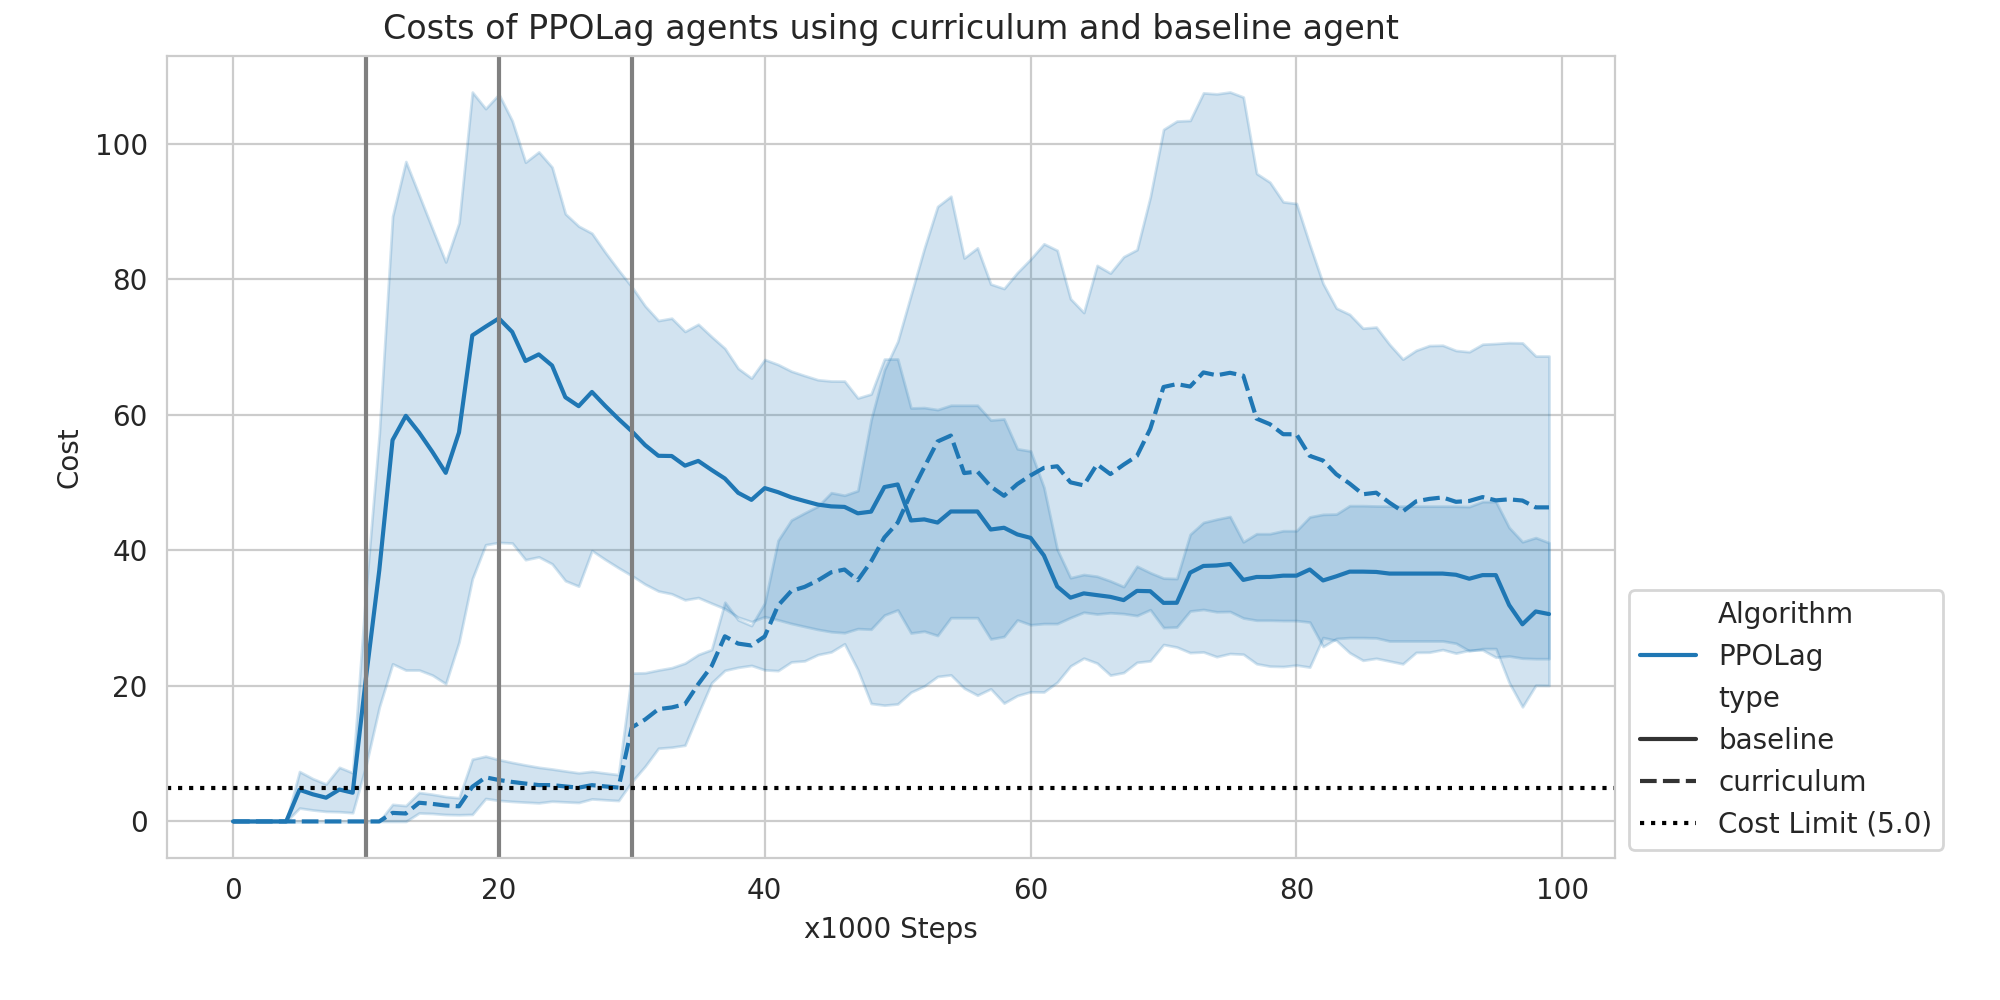 Costs of PPOLag agents using curriculum and baseline agent
100
80
60
40
20
0
Cost
0
20
40
60
80
100
x1000 Steps
Algorithm
PPOLag
type
baseline
curriculum
Cost Limit (5.0)